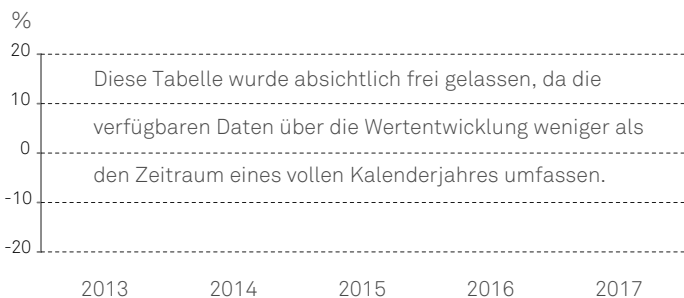 %
20
Diese Tabelle wurde absichtlich frei gelassen, da die
10
verfügbaren Daten über die Wertentwicklung weniger als
0
den Zeitraum eines vollen Kalenderjahres umfassen.
-10
-20
2013 2014 2015 2016 2017